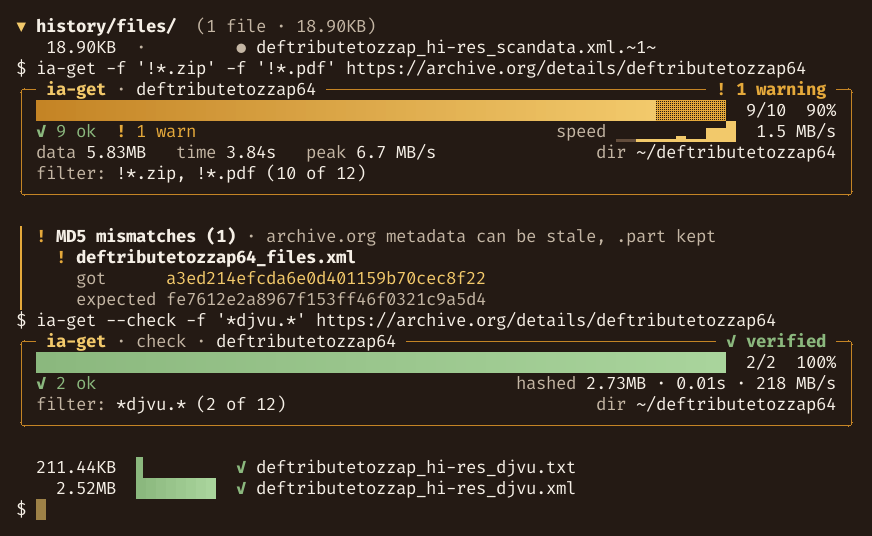 ▼ history/files/ (1 file · 18.90KB)
18.90KB · ● deftributetozzap_hi-res_scandata.xml.~1~
$ ia-get -f '!*.zip' -f '!*.pdf' https://archive.org/details/deftributetozzap64
ia-get · deftributetozzap64 ! 1 warning
9/10 90%
✓ 9 ok ! 1 warn speed 1.5 MB/s
data 5.83MB time 3.84s peak 6.7 MB/s dir ~/deftributetozzap64
filter: !*.zip, !*.pdf (10 of 12)
! MD5 mismatches (1) · archive.org metadata can be stale, .part kept
! deftributetozzap64_files.xml
got a3ed214efcda6e0d401159b70cec8f22
expected fe7612e2a8967f153ff46f0321c9a5d4
$ ia-get --check -f '*djvu.*' https://archive.org/details/deftributetozzap64
ia-get · check · deftributetozzap64 ✓ verified
2/2 100%
✓ 2 ok hashed 2.73MB · 0.01s · 218 MB/s
filter: *djvu.* (2 of 12) dir ~/deftributetozzap64
211.44KB ✓ deftributetozzap_hi-res_djvu.txt
2.52MB ✓ deftributetozzap_hi-res_djvu.xml
$